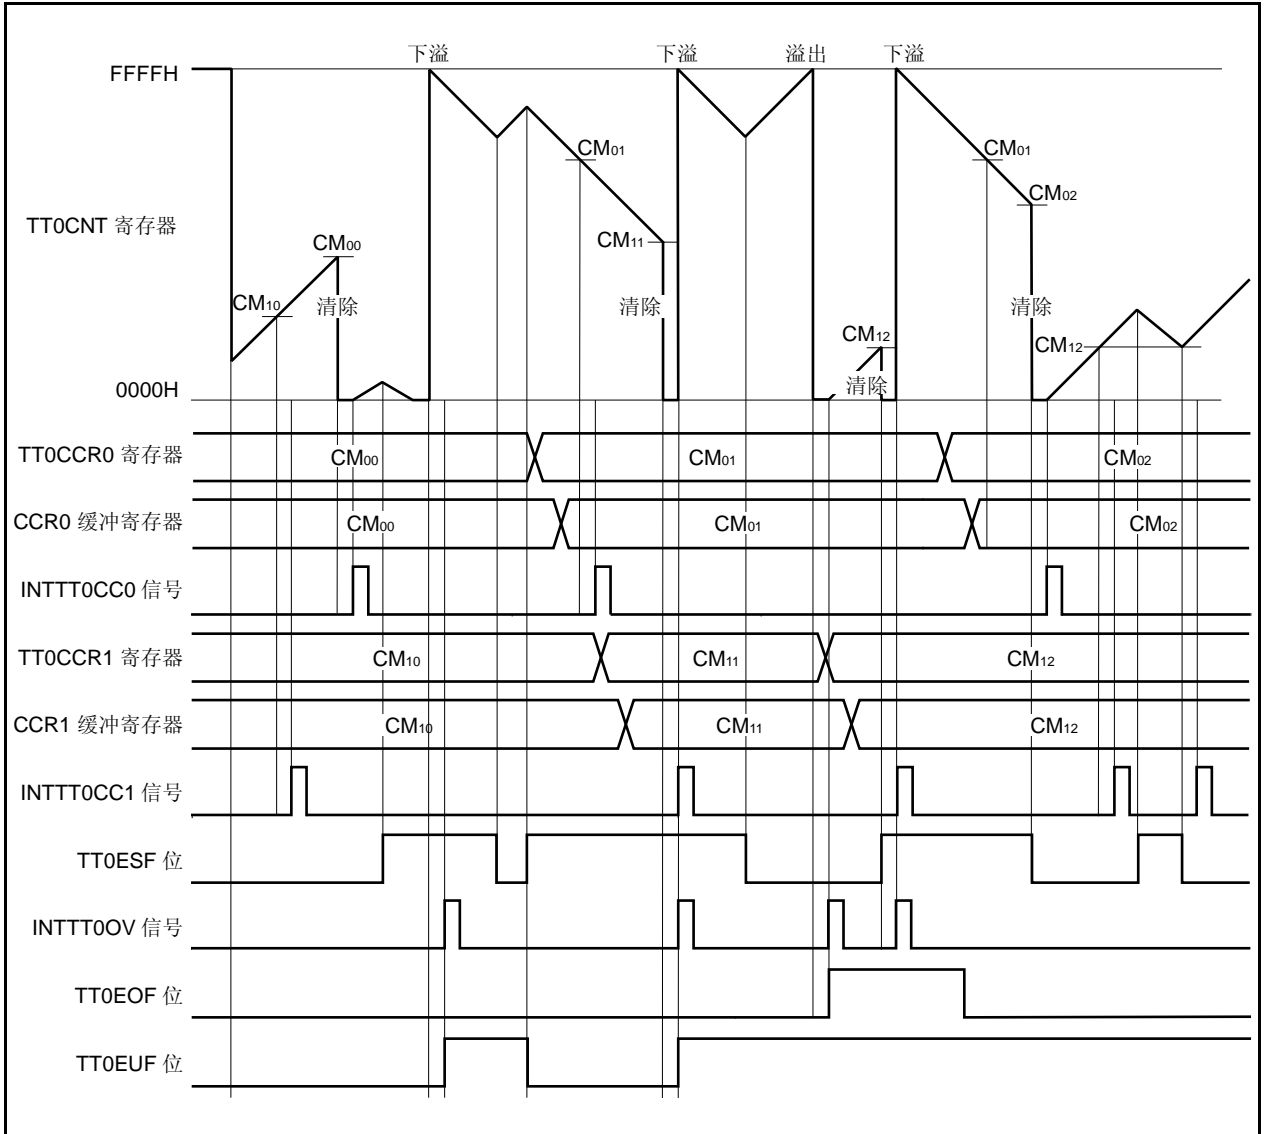 下溢 下溢 溢出 下溢
FFFFH
CM01 CM01
CM02
TT0CNT 寄存器
CM00 CM11
CM10 清除 清除 清除
CM12 CM12
清除
0000H
TT0CCR0 寄存器 CM00 CM01 CM02
CCR0 缓冲寄存器 CM00 CM01 CM02
INTTT0CC0 信号
TT0CCR1 寄存器 CM10 CM11 CM12
CCR1 缓冲寄存器 CM10 CM11 CM12
INTTT0CC1 信号
TT0ESF 位
INTTT0OV 信号
TT0EOF 位
TT0EUF 位